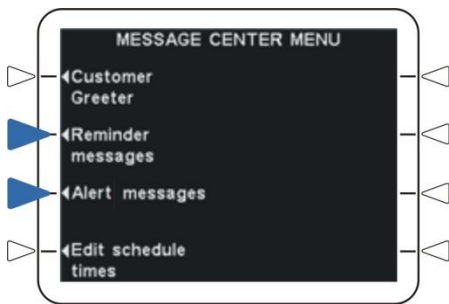 MESSAGE CENTER MENU
Customer
Greeter
Reminder
messages
Alert messages
Edit schedule
times